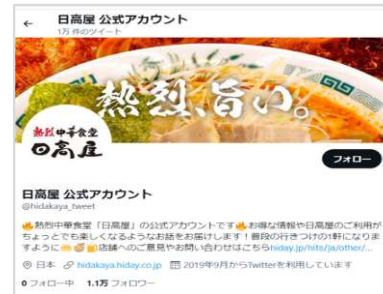 日高屋 公式アカウント
1万 件のツイート
熱烈、旨い。
熱烈中華食堂
日高屋
フォロー
日高屋 公式アカウント
@hidakaya_tweet
🔥熱烈中華食堂「日高屋」の公式アカウントです🔥お得な情報や日高屋のご利用が
ちょっとでも楽しくなるようなお話をお届けします！普段の行きつけの1軒になりま
すように🥟🍜🍺店舗へのご意見やお問い合わせはこちらhiday.jp/hits/ja/other/...
日本 hidakaya.hiday.co.jp 2019年9月からTwitterを利用しています
0 フォロー中 1.1万 フォロワー